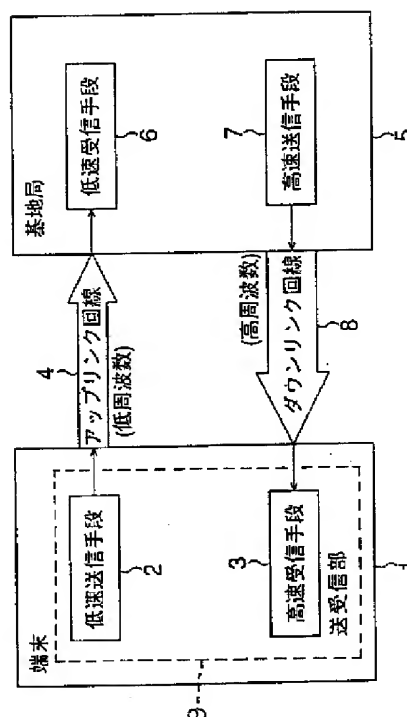 基地局
低速受信手段
6
高速送信手段
7
5
4
アップリンク回線
(低周波数)
(高周波数)
ダウンリンク回線
8
端末
低速送信手段
2
高速受信手段
3
送受信部
1
9